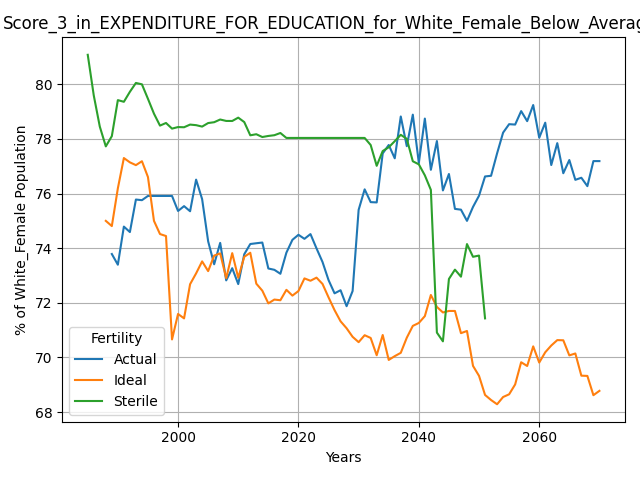 Score_3_in_EXPENDITURE_FOR_EDUCATION_for_White_Female_Below_Averag
80
78
76
74
72
70
68
% of White_Female Population
Fertility
Actual
Ideal
Sterile
2000
2020
2040
2060
Years